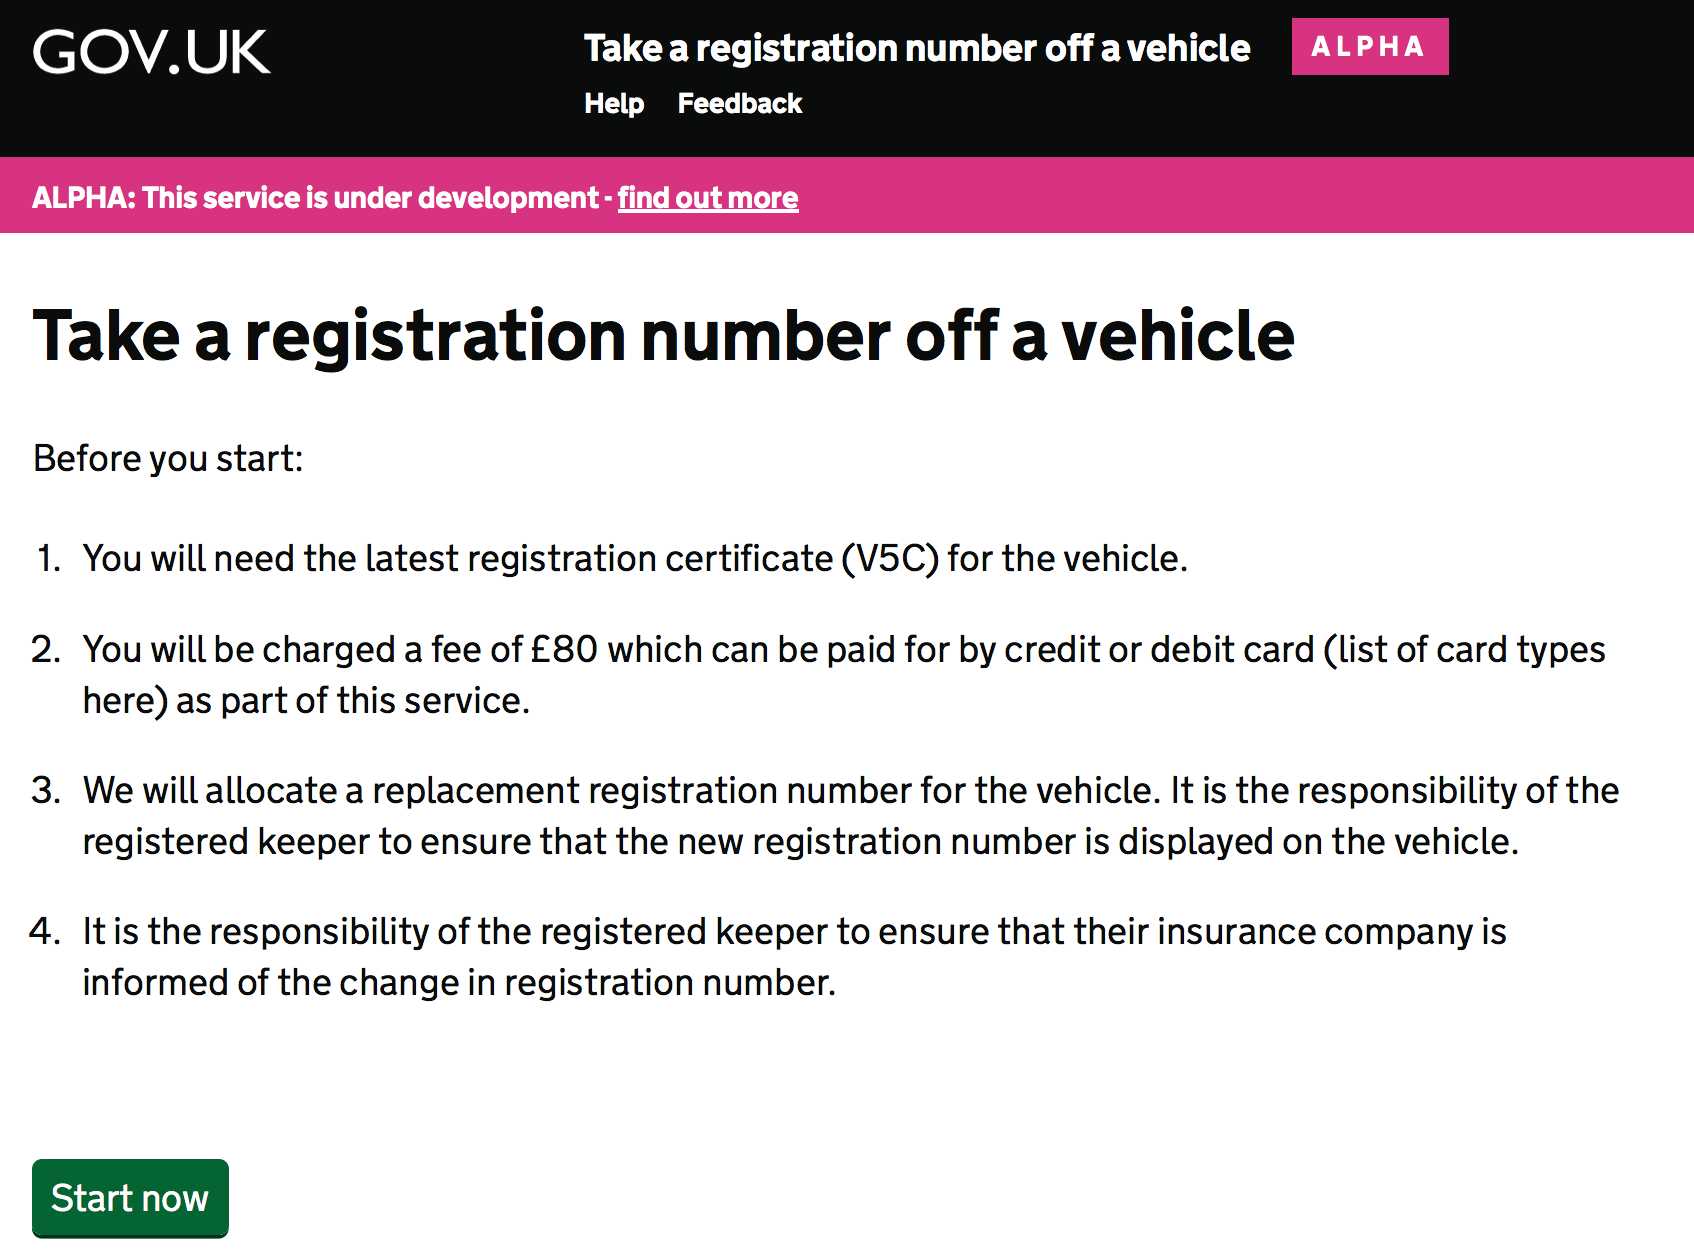 GOV.UK
Take a registration number off a vehicle ALPHA
Help Feedback
ALPHA: This service is under development - find out more
Take a registration number off a vehicle
Before you start:
1. You will need the latest registration certificate (V5C) for the vehicle.
2. You will be charged a fee of £80 which can be paid for by credit or debit card (list of card types
here) as part of this service.
3. We will allocate a replacement registration number for the vehicle. It is the responsibility of the
registered keeper to ensure that the new registration number is displayed on the vehicle.
4. It is the responsibility of the registered keeper to ensure that their insurance company is
informed of the change in registration number.
Start now